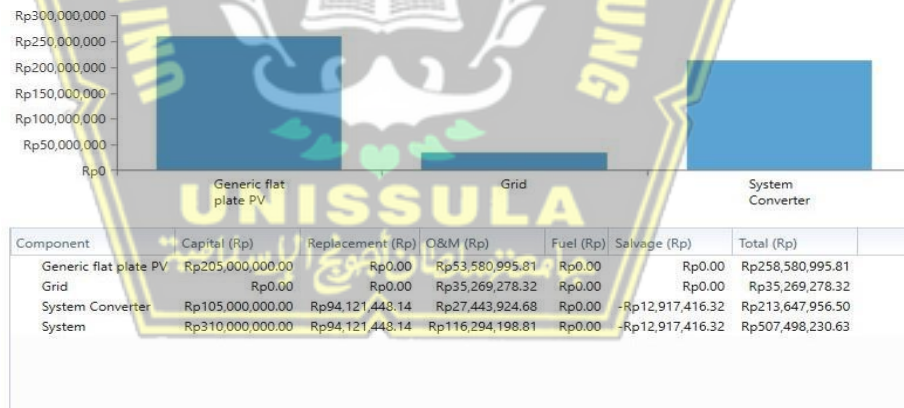 Rp300,000,000
Rp250,000,000
Rp200,000,000
Rp150,000,000
Rp100,000,000
Rp50,000,000
Rp0
Generic flat plate PV
Grid
System Converter
UNISSULA
Component Capital (Rp) Replacement (Rp) O&M (Rp) Fuel (Rp) Salvage (Rp) Total (Rp)
Generic flat plate PV Rp205,000,000.00 Rp0.00 Rp53,580,995.81 Rp0.00 Rp0.00 Rp258,580,995.81
Grid Rp0.00 Rp0.00 Rp35,269,278.32 Rp0.00 Rp0.00 Rp35,269,278.32
System Converter Rp105,000,000.00 Rp94,121,448.14 Rp27,443,924.68 Rp0.00 -Rp12,917,416.32 Rp213,647,956.50
System Rp310,000,000.00 Rp94,121,448.14 Rp116,294,198.81 Rp0.00 -Rp12,917,416.32 Rp507,498,230.63